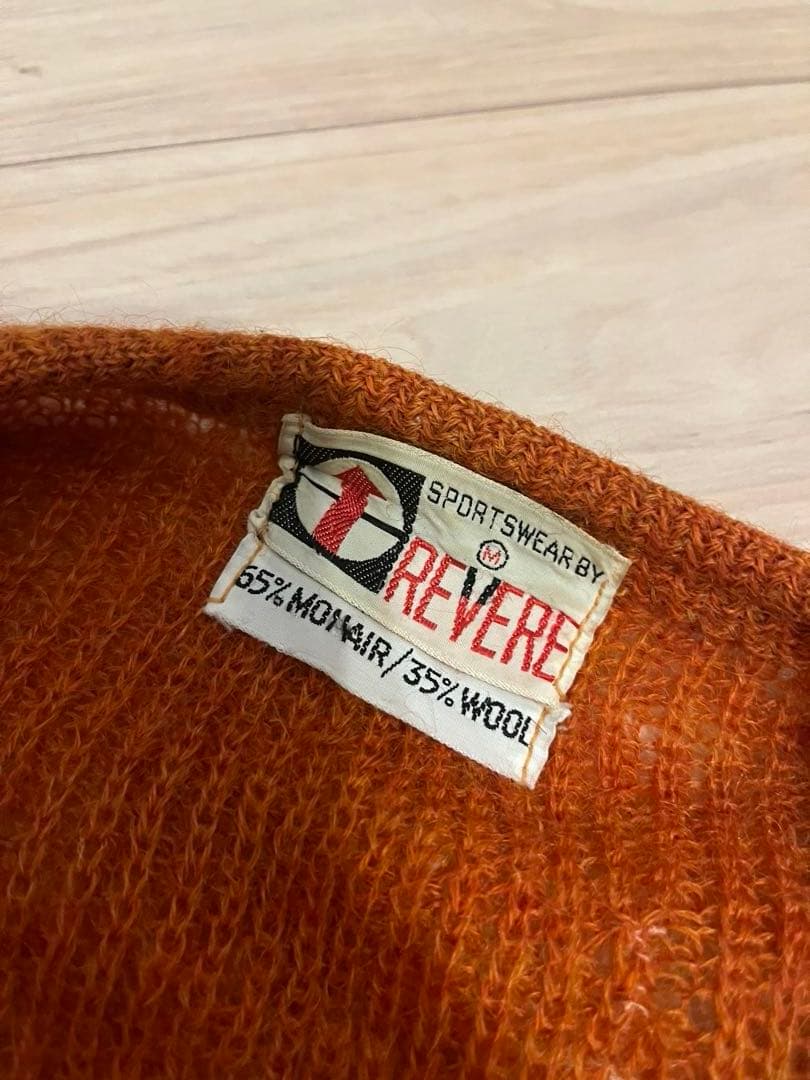 SPORTSWEAR BY
M
REVERE
65% MOHAIR/35% WOOL